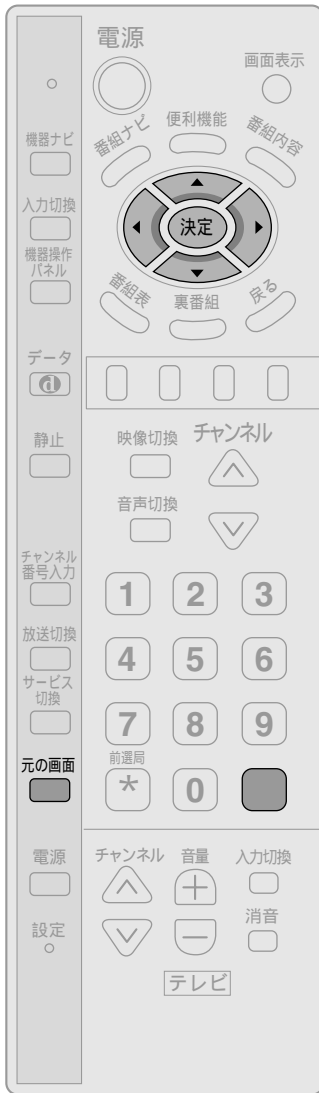 電源
画面表示
機器ナビ
番組ナビ
便利機能
番組内容
入力切換
決定
機器操作
パネル
番組表
裏番組
戻る
データ
d
静止
映像切換
チャンネル
音声切換
チャンネル
番号入力
1 2 3
放送切換
4 5 6
サービス
切換
7 8 9
元の画面
前選局
* 0
電源
チャンネル
音量
入力切換
設定
消音
テレビ